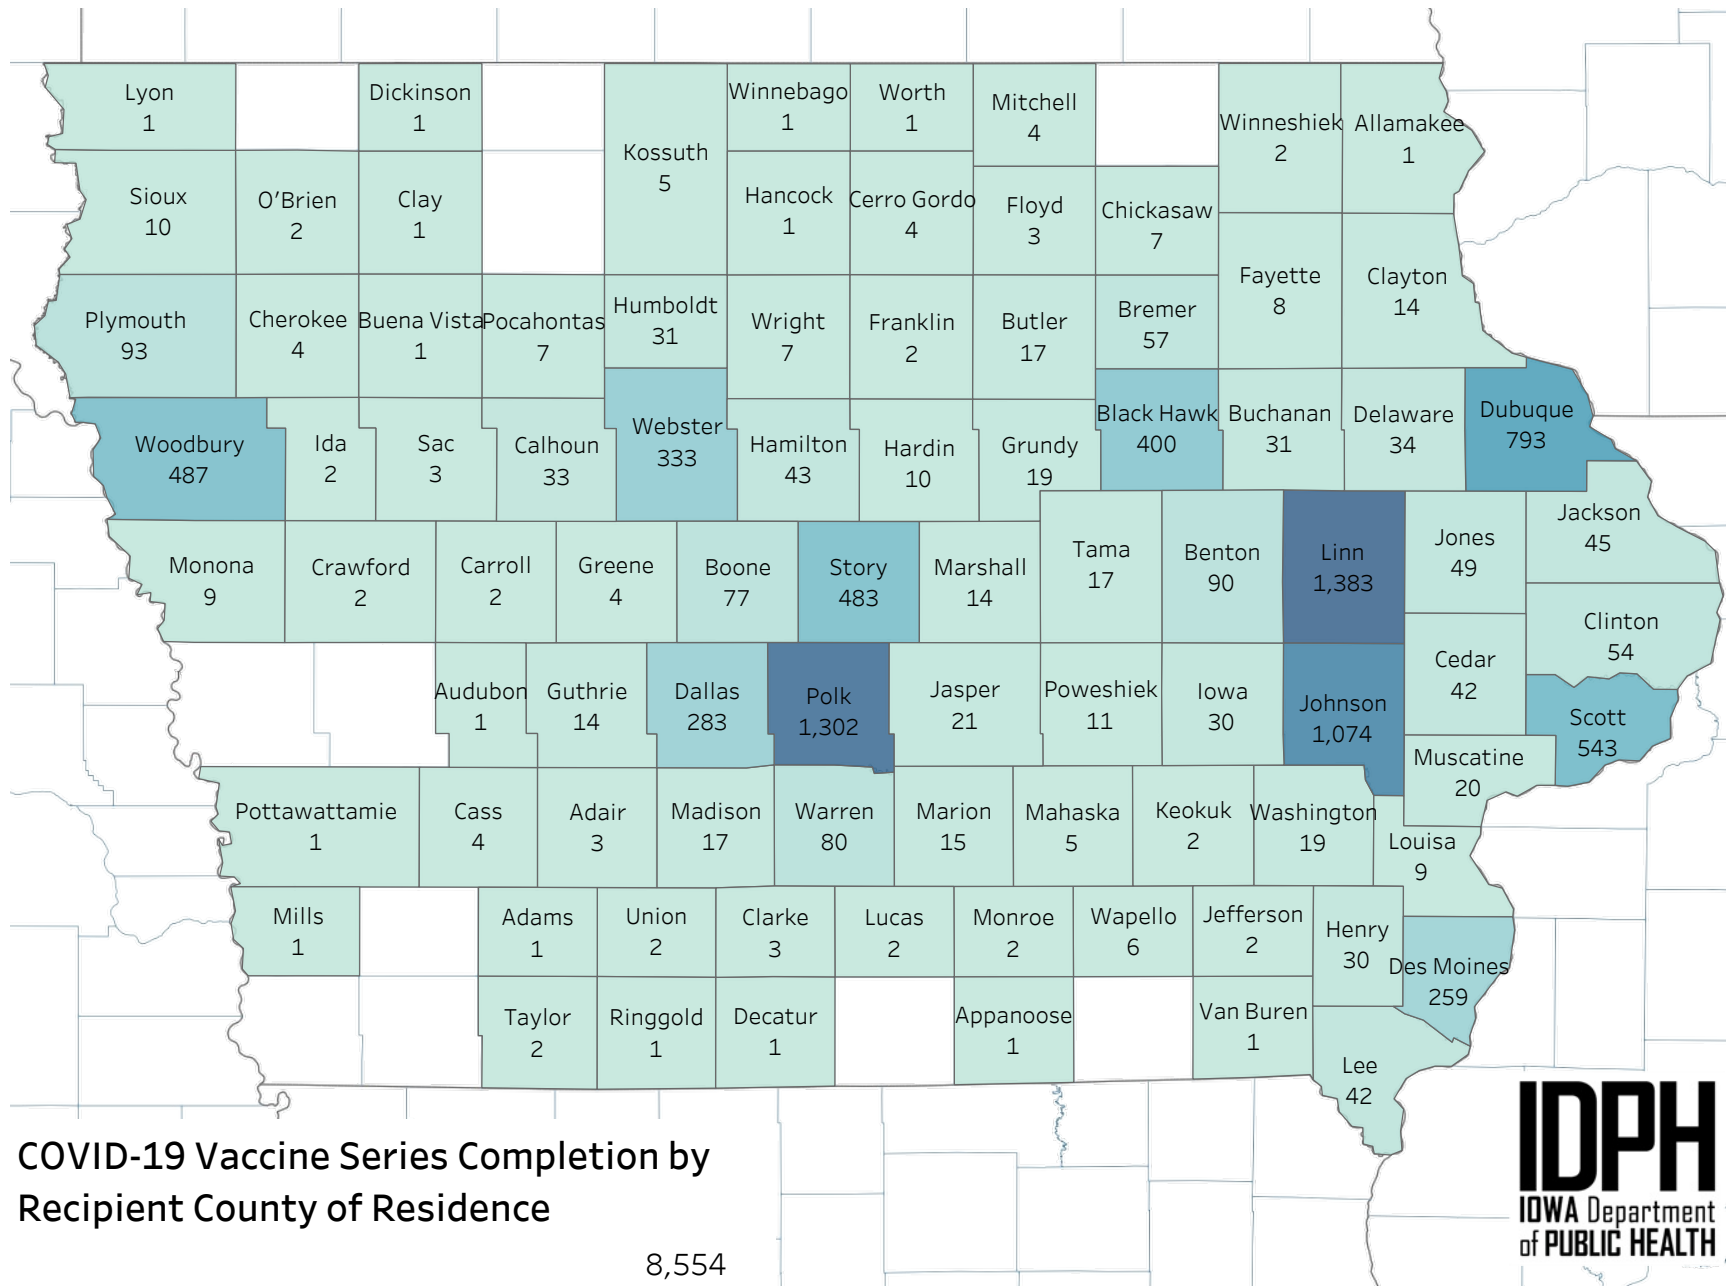 Lyon
1
Dickinson
1
Kossuth
5
Winnebago
1
Worth
1
Mitchell
4
Winneshiek
2
Allamakee
1
Sioux
10
O'Brien
2
Clay
1
Hancock
1
Cerro Gordo
4
Floyd
3
Chickasaw
7
Fayette
8
Clayton
14
Plymouth
93
Cherokee
4
Buena Vista
1
Pocahontas
7
Humboldt
31
Wright
7
Franklin
2
Butler
17
Bremer
57
Woodbury
487
Ida
2
Sac
3
Calhoun
33
Webster
333
Hamilton
43
Hardin
10
Grundy
19
Black Hawk
400
Buchanan
31
Delaware
34
Dubuque
793
Monona
9
Crawford
2
Carroll
2
Greene
4
Boone
77
Story
483
Marshall
14
Tama
17
Benton
90
Linn
1,383
Jones
49
Jackson
45
Clinton
54
Audubon
1
Guthrie
14
Dallas
283
Polk
1,302
Jasper
21
Poweshiek
11
Iowa
30
Johnson
1,074
Cedar
42
Scott
543
Muscatine
20
Pottawattamie
1
Cass
4
Adair
3
Madison
17
Warren
80
Marion
15
Mahaska
5
Keokuk
2
Washington
19
Louisa
9
Mills
1
Adams
1
Union
2
Clarke
3
Lucas
2
Monroe
2
Wapello
6
Jefferson
2
Henry
30
Des Moines
259
Taylor
2
Ringgold
1
Decatur
1
Appanoose
1
Van Buren
1
Lee
42
COVID-19 Vaccine Series Completion by
Recipient County of Residence
8,554
IDPH
IOWA Department
of PUBLIC HEALTH